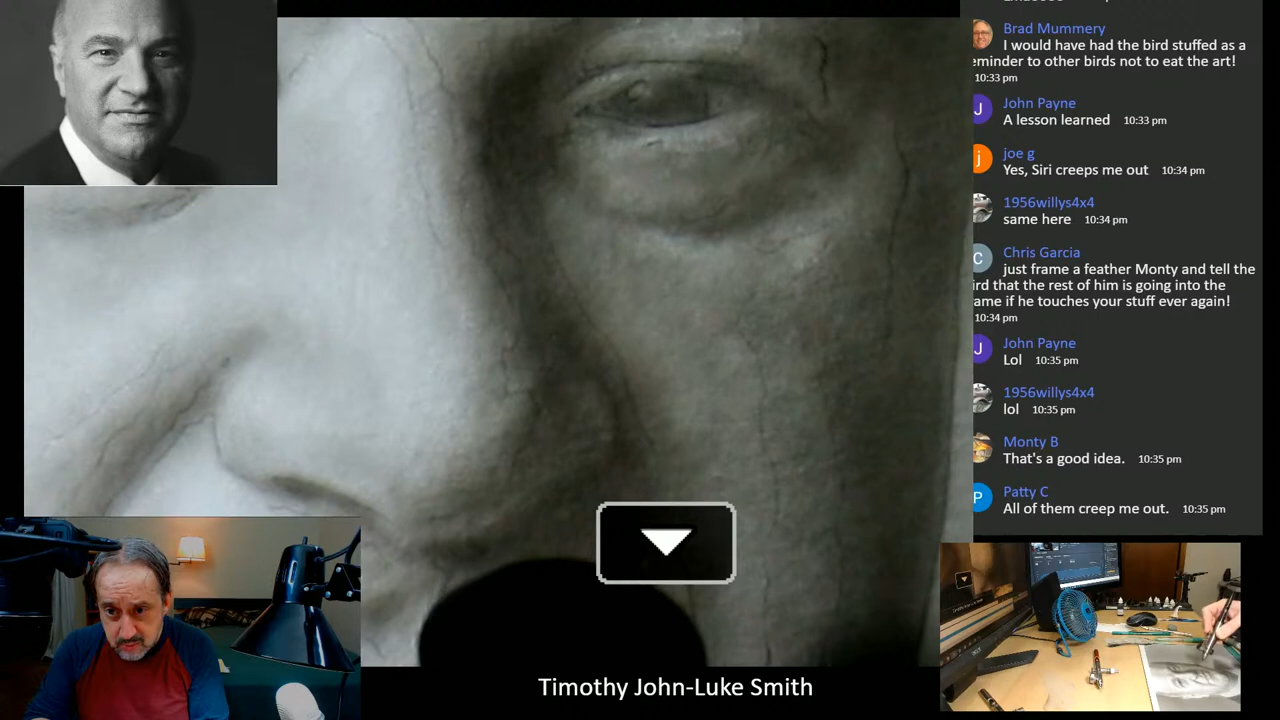 Brad Mummery
I would have had the bird stuffed as a
eminder to other birds not to eat the art!
10:33 pm
John Payne
A lesson learned 10:33 pm
joe g
Yes, Siri creeps me out 10:34 pm
1956willys4x4
same here 10:34 pm
Chris Garcia
just frame a feather Monty and tell the
ird that the rest of him is going into the
ame if he touches your stuff ever again!
10:34 pm
John Payne
Lol 10:35 pm
1956willys4x4
lol 10:35 pm
Monty B
That's a good idea. 10:35 pm
Patty C
All of them creep me out. 10:35 pm
Timothy John-Luke Smith